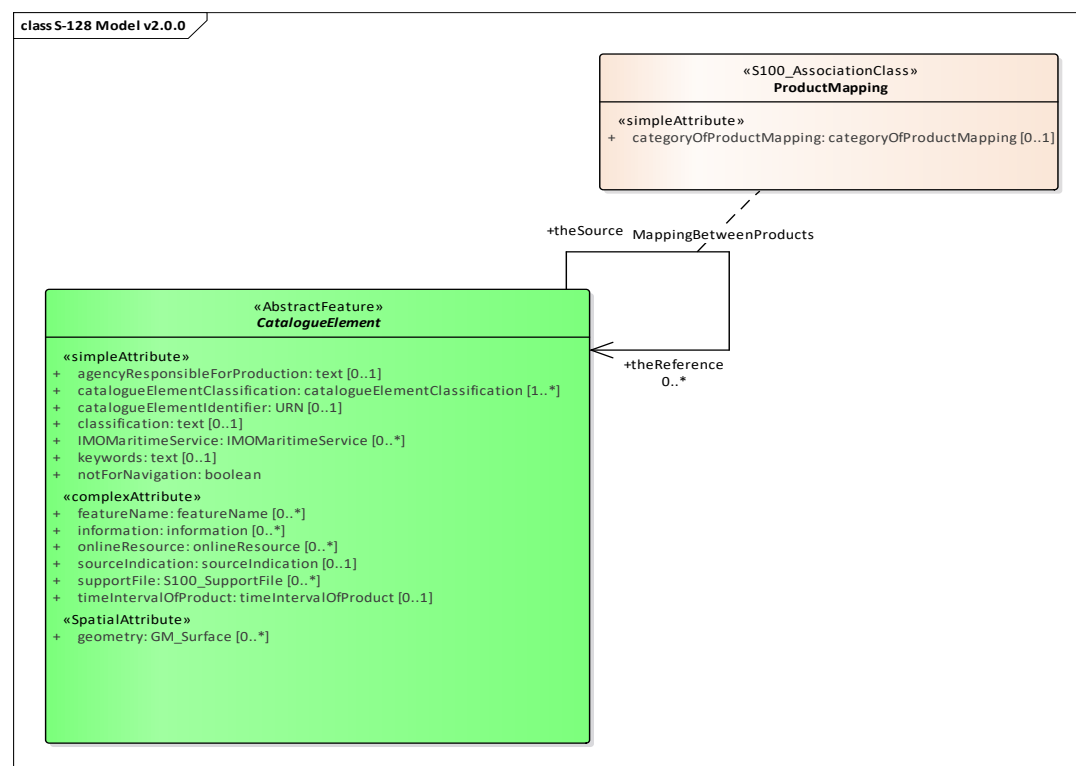 class S-128 Model v2.0.0
«S100_AssociationClass»
ProductMapping
«simpleAttribute»
+ categoryOfProductMapping: categoryOfProductMapping [0..1]
+theSource MappingBetweenProducts
«AbstractFeature»
CatalogueElement
«simpleAttribute»
+ agencyResponsibleForProduction: text [0..1]
+ catalogueElementClassification: catalogueElementClassification [1..*]
+ catalogueElementIdentifier: URN [0..1]
+ classification: text [0..1]
+ IMOMaritimeService: IMOMaritimeService [0..*]
+ keywords: text [0..1]
+ notForNavigation: boolean
«complexAttribute»
+ featureName: featureName [0..*]
+ information: information [0..*]
+ onlineResource: onlineResource [0..*]
+ sourceIndication: sourceIndication [0..1]
+ supportFile: S100_SupportFile [0..*]
+ timeIntervalOfProduct: timeIntervalOfProduct [0..1]
«SpatialAttribute»
+ geometry: GM_Surface [0..*]
+theReference
0..*